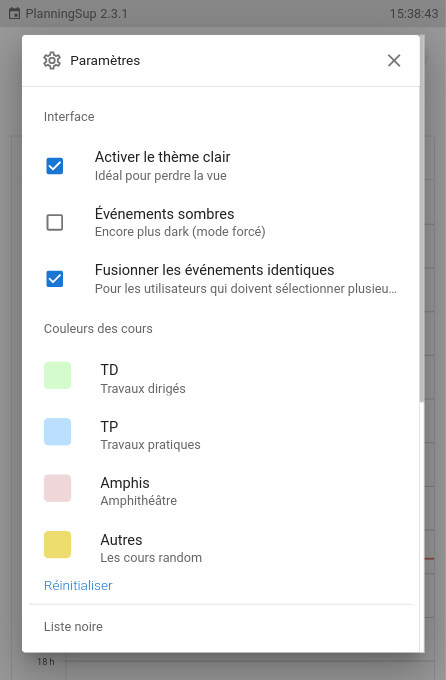 PlanningSup 2.3.1
15:38:43
Paramètres
Interface
Activer le thème clair
Idéal pour perdre la vue
Événements sombres
Encore plus dark (mode forcé)
Fusionner les événements identiques
Pour les utilisateurs qui doivent sélectionner plusieu…
Couleurs des cours
TD
Travaux dirigés
TP
Travaux pratiques
Amphis
Amphithéâtre
Autres
Les cours random
Réinitialiser
Liste noire
18 h